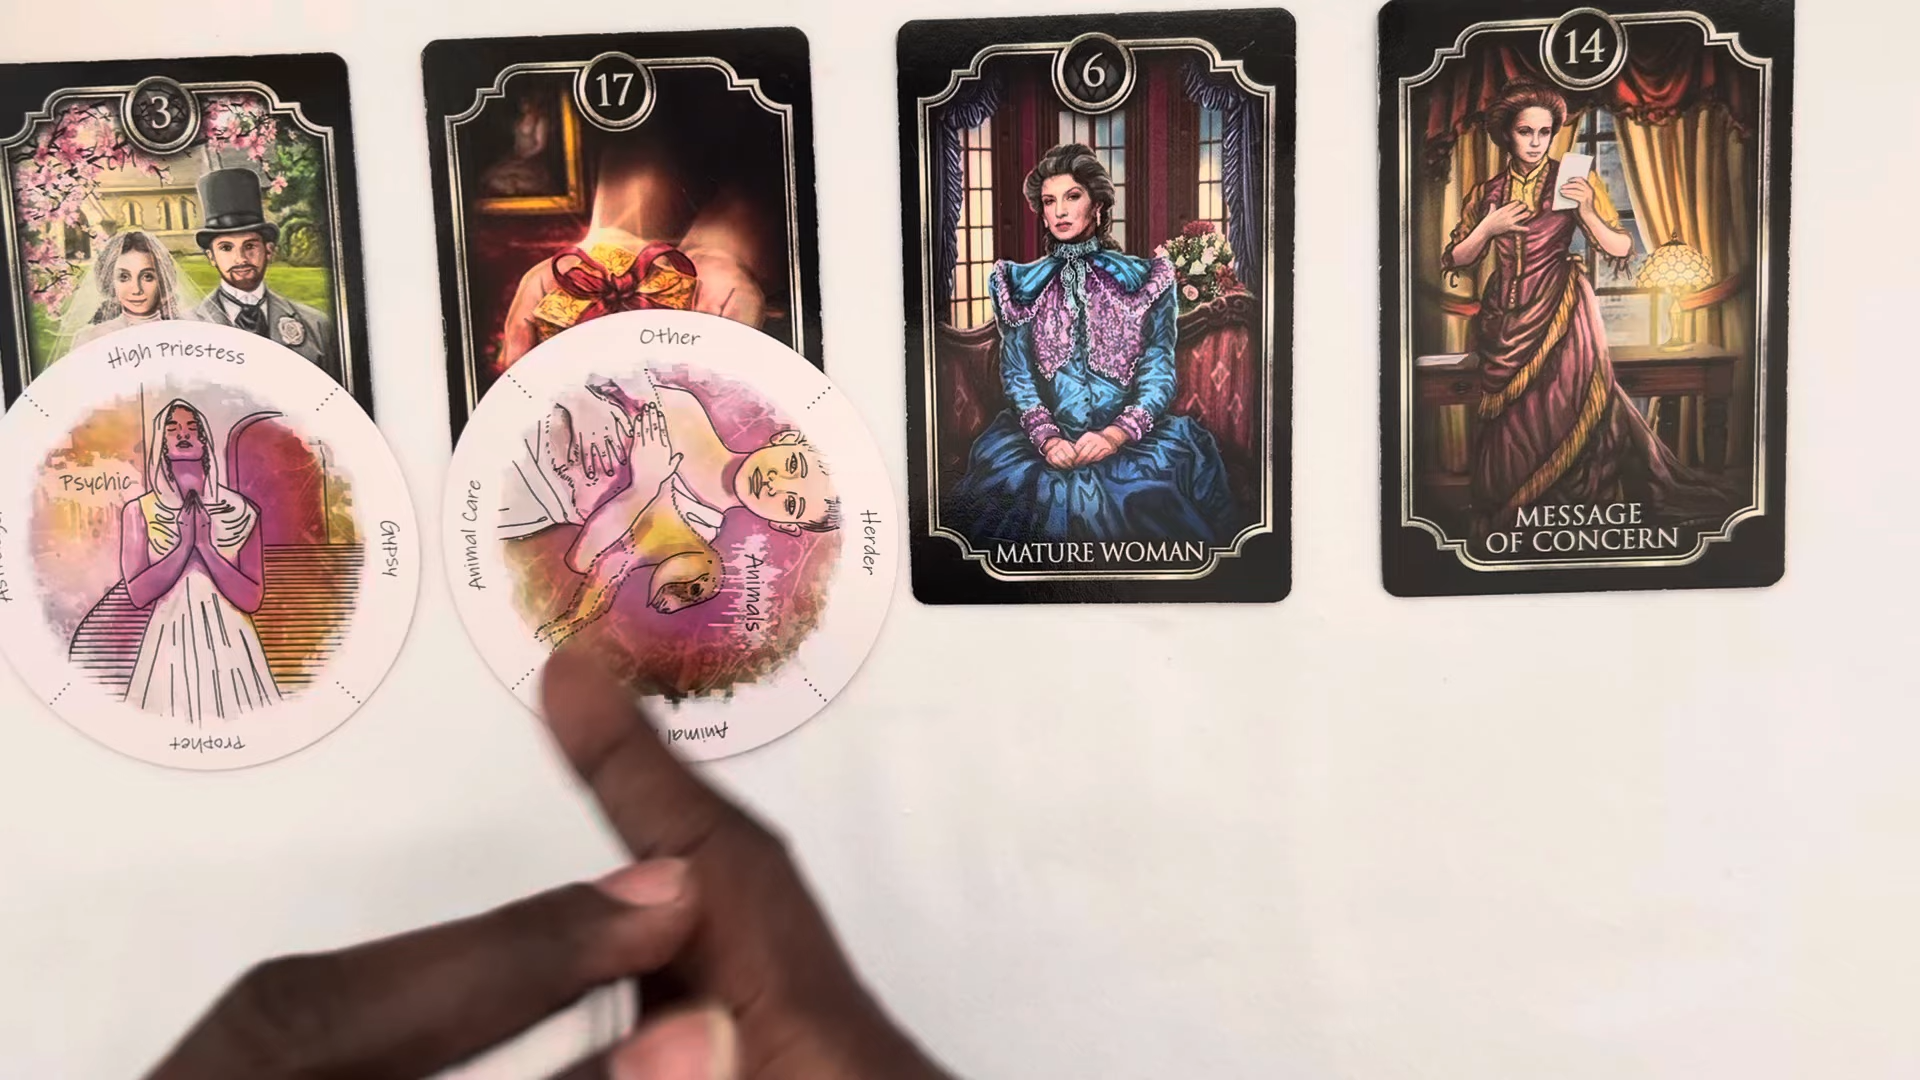 3
17
6
14
High Priestess
Psychic
Gypsy
Prophet
Other
Animal Care
Herder
Animals
Animal
MATURE WOMAN
MESSAGE
OF CONCERN